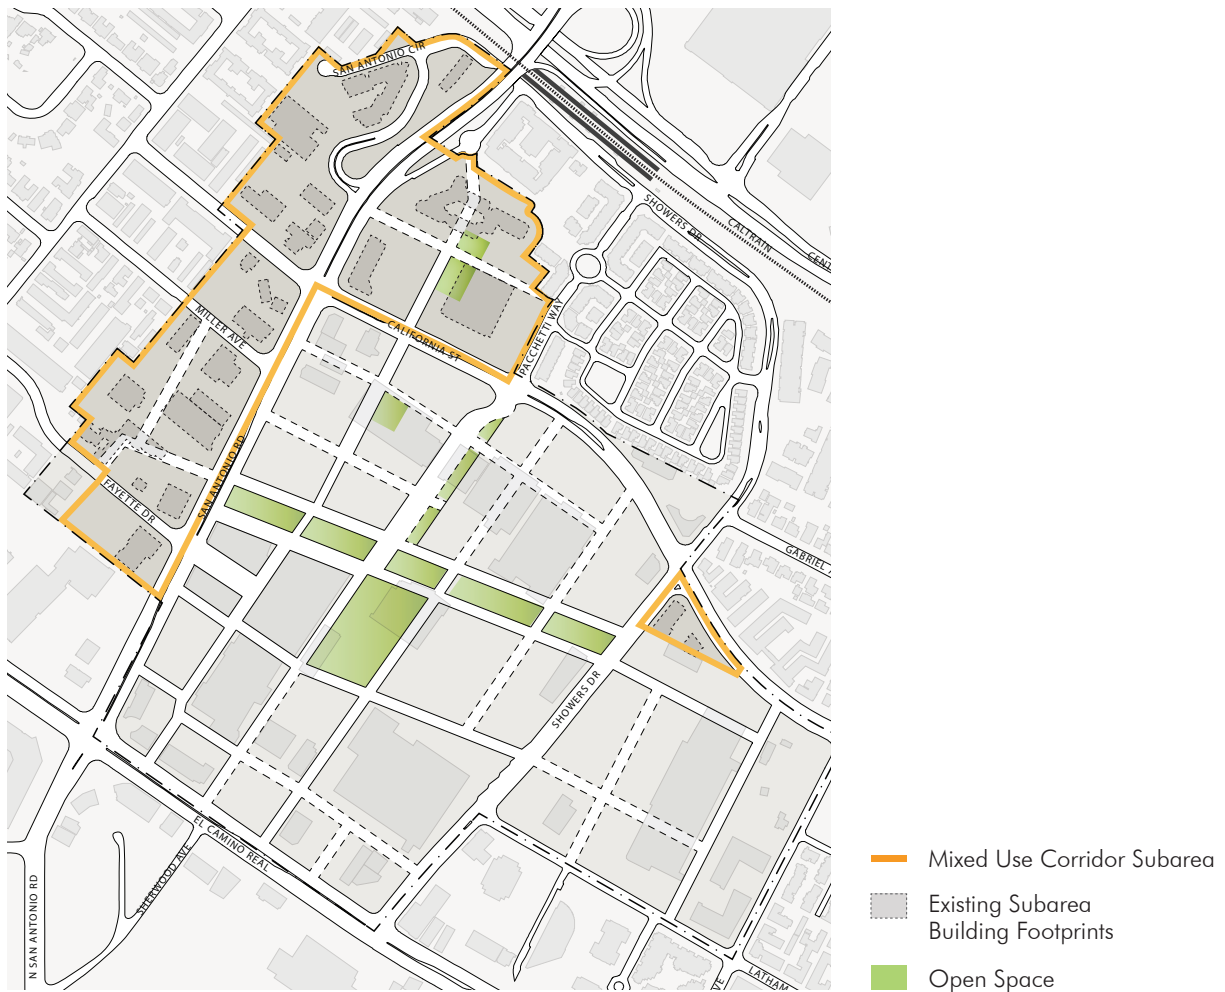 SAN ANTONIO CIR
SHOWERS DR
CALTRAIN
CENT
PACCHETTI WAY
CALIFORNIA ST
MILLER AVE
SAN ANTONIO RD
FAYETTE DR
GABRIEL
SHOWERS DR
EL CAMINO REAL
SHERWOOD AVE
N SAN ANTONIO RD
LATHAM
VE
Mixed Use Corridor Subarea
Existing Subarea
Building Footprints
Open Space